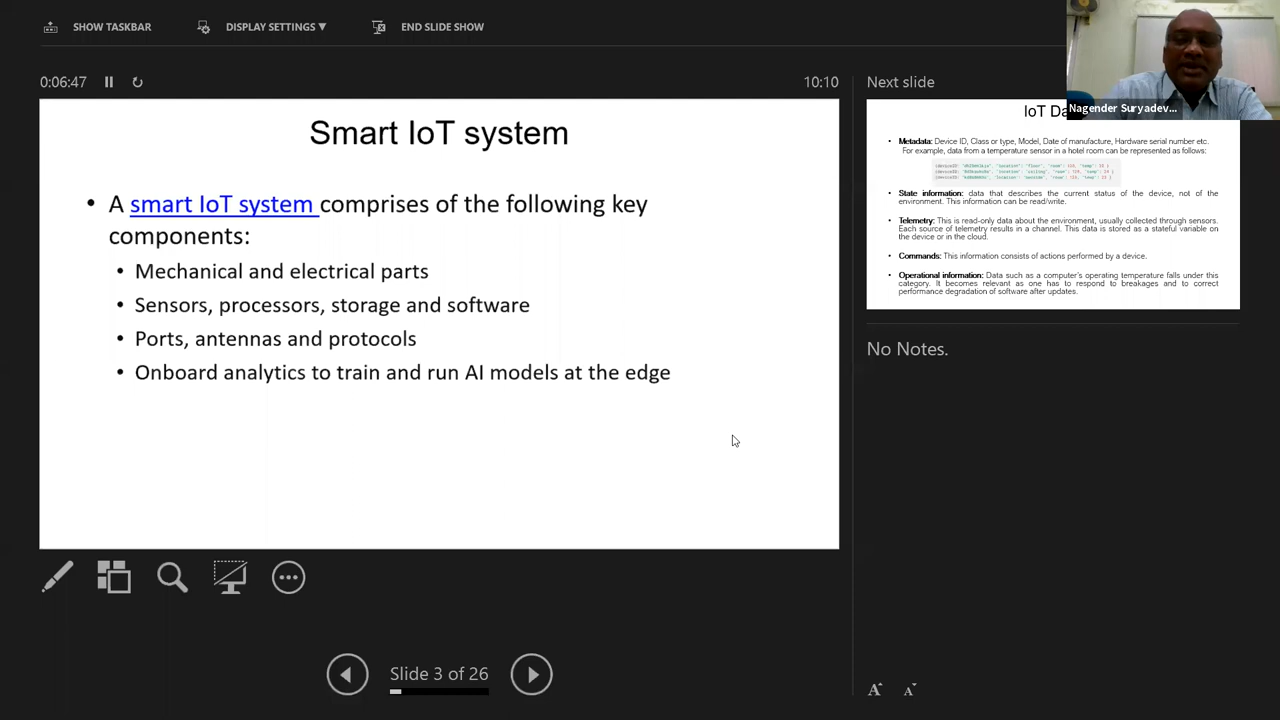 SHOW TASKBAR
DISPLAY SETTINGS ▼
END SLIDE SHOW
0:06:47
10:10
Smart IoT system
• A smart IoT system comprises of the following key
components:
• Mechanical and electrical parts
• Sensors, processors, storage and software
• Ports, antennas and protocols
• Onboard analytics to train and run AI models at the edge
Slide 3 of 26
Next slide
Nagender Suryadev...
IoT Da
• Metadata: Device ID, Class or type, Model, Date of manufacture, Hardware serial number etc.
For example, data from a temperature sensor in a hotel room can be represented as follows:
• State information: data that describes the current status of the device, not of the
environment. This information can be read/write.
• Telemetry: This is read-only data about the environment, usually collected through sensors.
Each source of telemetry results in a channel. This data is stored as a stateful variable on
the device or in the cloud.
• Commands: This information consists of actions performed by a device.
• Operational information: Data such as a computer's operating temperature falls under this
category. It becomes relevant as one has to respond to breakages and to correct
performance degradation of software after updates.
No Notes.
A A